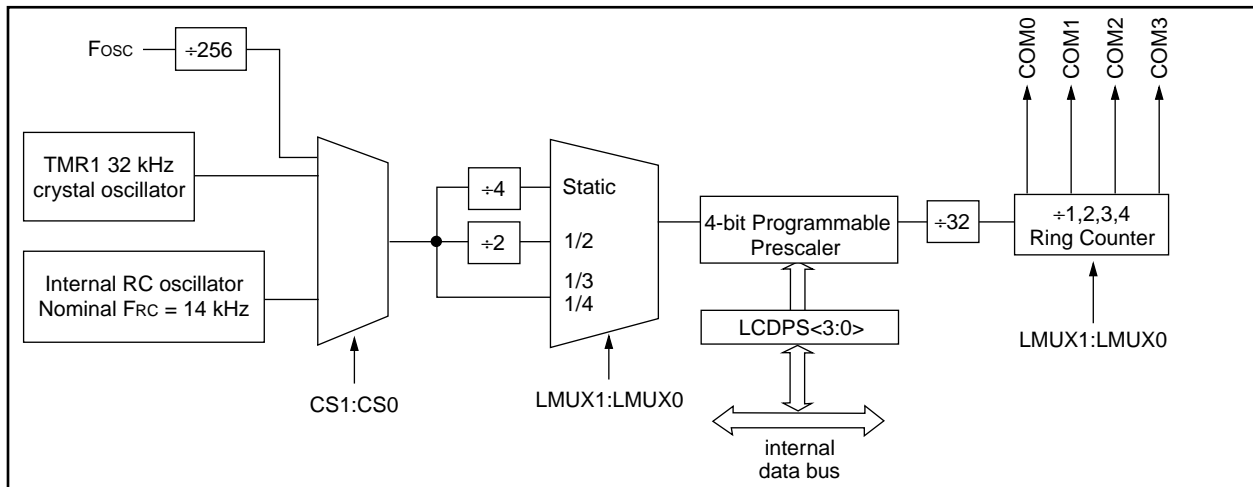 FOSC
÷256
COM0
COM1
COM2
COM3
TMR1 32 kHz
crystal oscillator
÷4
Static
÷2
1/2
1/3
1/4
4-bit Programmable
Prescaler
÷32
÷1,2,3,4
Ring Counter
Internal RC oscillator
Nominal FRC = 14 kHz
LCDPS<3:0>
LMUX1:LMUX0
CS1:CS0
LMUX1:LMUX0
internal
data bus